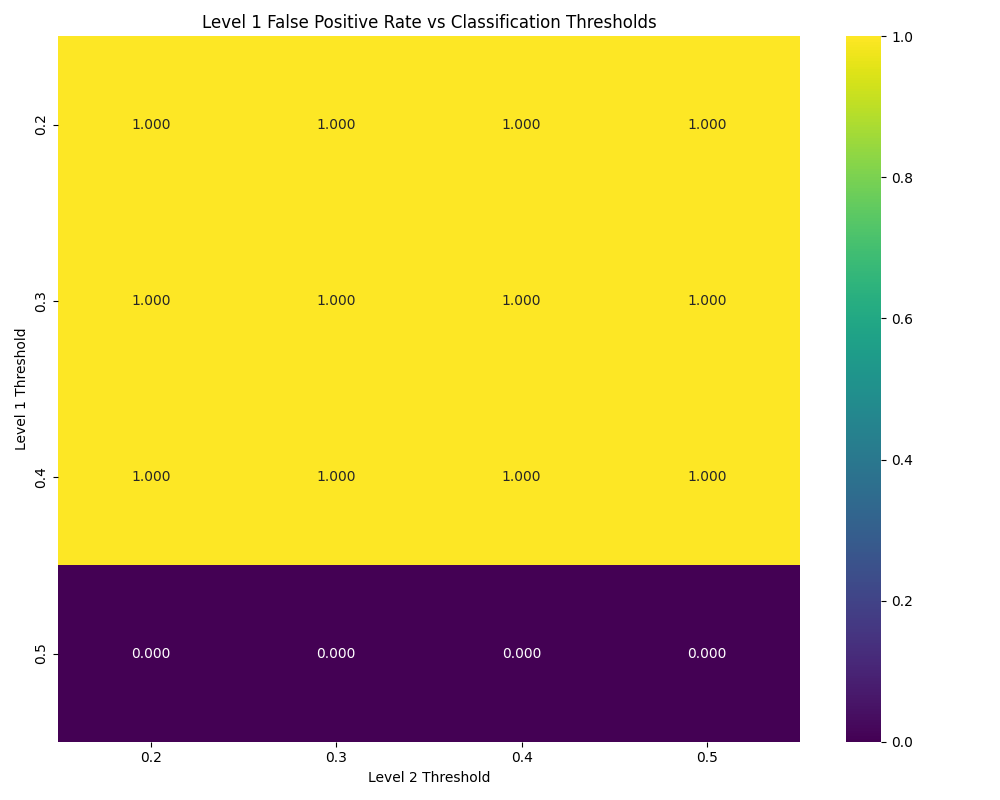 Level 1 False Positive Rate vs Classification Thresholds
Level 1 Threshold
0.2
1.000 1.000 1.000 1.000
0.3
1.000 1.000 1.000 1.000
0.4
1.000 1.000 1.000 1.000
0.5
0.000 0.000 0.000 0.000
0.2 0.3 0.4 0.5
Level 2 Threshold
1.0
0.8
0.6
0.4
0.2
0.0